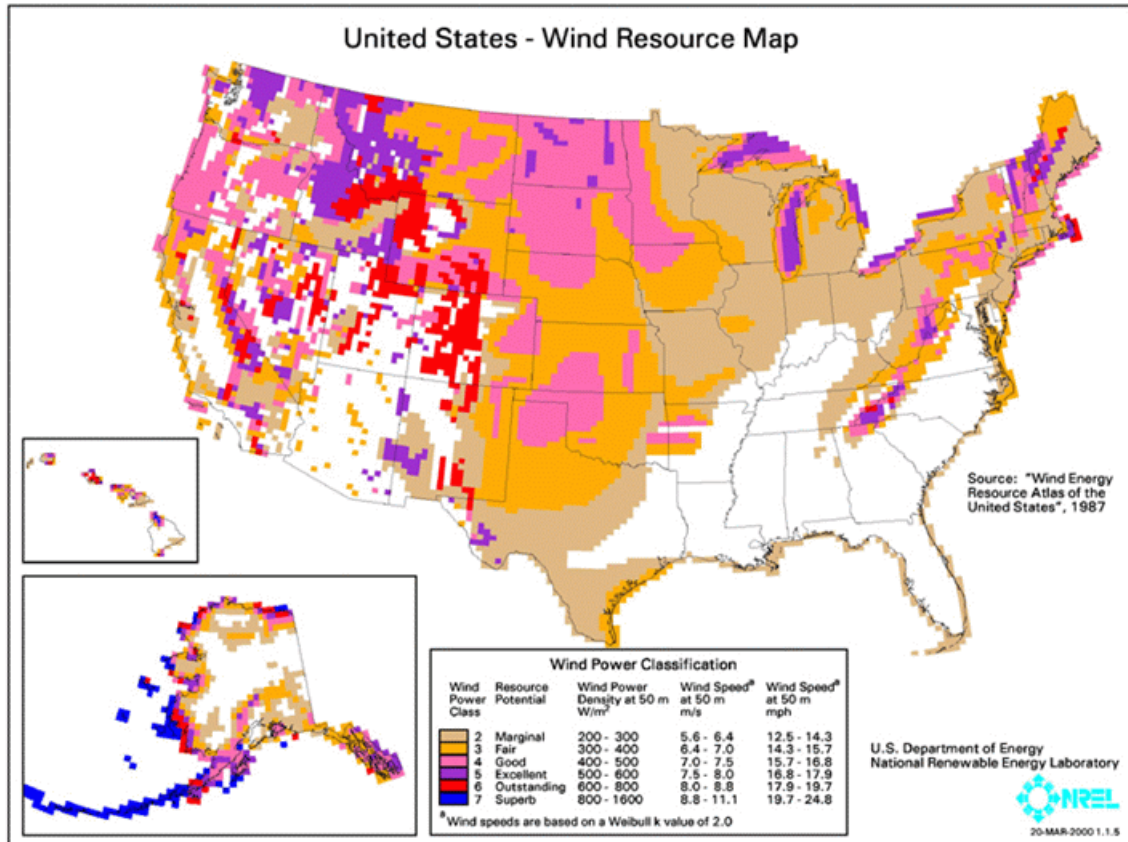 United States - Wind Resource Map
Source: "Wind Energy
Resource Atlas of the
United States", 1987
Wind Power Classification
Wind Power Class Resource Potential Wind Power Density at 50 m W/m² Wind Speedᵃ at 50 m m/s Wind Speedᵃ at 50 m mph
2 Marginal 200 - 300 5.6 - 6.4 12.5 - 14.3
3 Fair 300 - 400 6.4 - 7.0 14.3 - 15.7
4 Good 400 - 500 7.0 - 7.5 15.7 - 16.8
5 Excellent 500 - 600 7.5 - 8.0 16.8 - 17.9
6 Outstanding 600 - 800 8.0 - 8.8 17.9 - 19.7
7 Superb 800 - 1600 8.8 - 11.1 19.7 - 24.8
ᵃ Wind speeds are based on a Weibull k value of 2.0
U.S. Department of Energy
National Renewable Energy Laboratory
NREL
20-MAR-2000 1.1.5